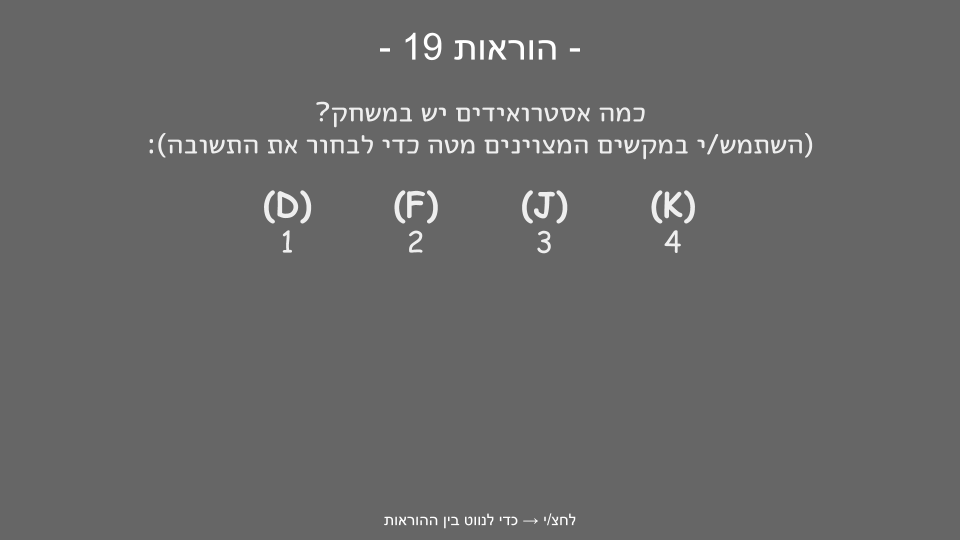 - הוראות 19 -
כמה אסטרואידים יש במשחק?
(השתמש/י במקשים המצוינים מטה כדי לבחור את התשובה):
(D) (F) (J) (K)
1 2 3 4
לחצ/י → כדי לנווט בין ההוראות